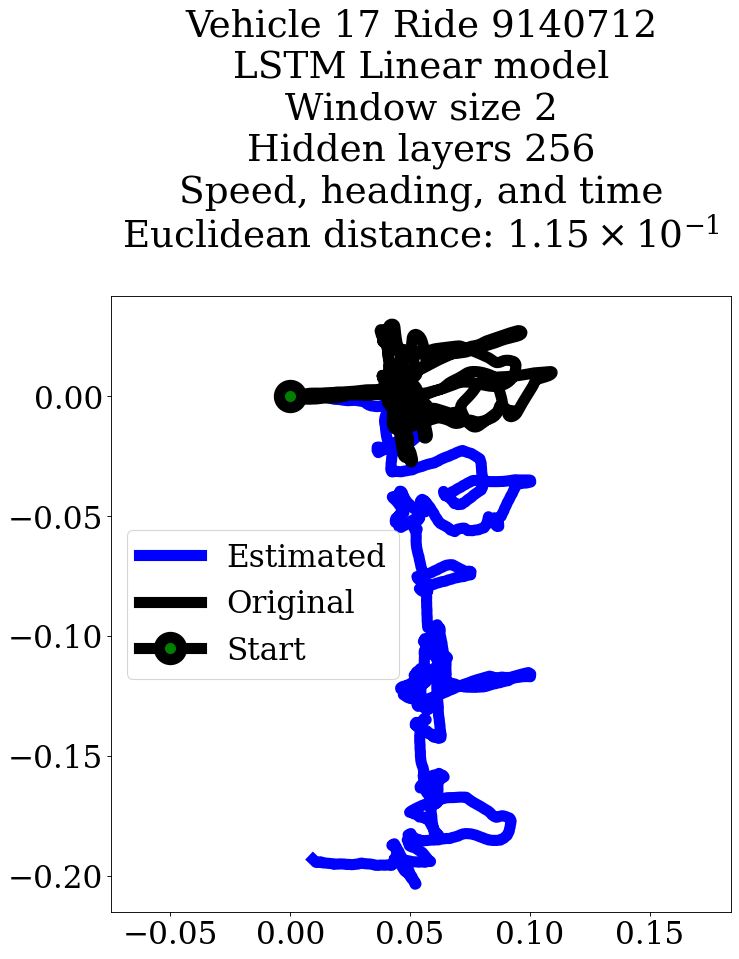 Vehicle 17 Ride 9140712
LSTM Linear model
Window size 2
Hidden layers 256
Speed, heading, and time
Euclidean distance: 1.15 × 10⁻¹
0.00
−0.05
−0.10
−0.15
−0.20
Estimated
Original
Start
−0.05 0.00 0.05 0.10 0.15